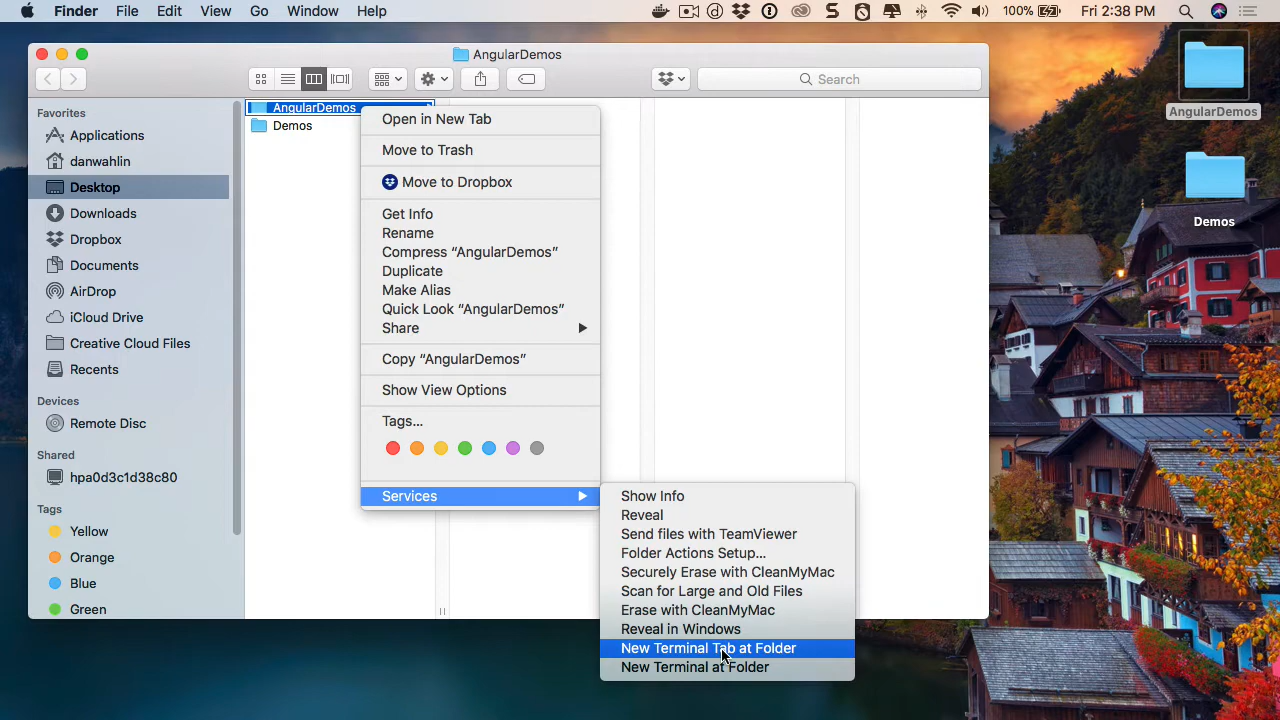 Finder File Edit View Go Window Help 100% Fri 2:38 PM
AngularDemos
Search
Favorites
Applications
danwahlin
Desktop
Downloads
Dropbox
Documents
AirDrop
iCloud Drive
Creative Cloud Files
Recents
Devices
Remote Disc
Shared
hpa0d3c1d38c80
Tags
Yellow
Orange
Blue
Green
AngularDemos
Demos
Open in New Tab
Move to Trash
Move to Dropbox
Get Info
Rename
Compress “AngularDemos”
Duplicate
Make Alias
Quick Look “AngularDemos”
Share
Copy “AngularDemos”
Show View Options
Tags...
Services
Show Info
Reveal
Send files with TeamViewer
Folder Actions Setup...
Securely Erase with CleanMyMac
Scan for Large and Old Files
Erase with CleanMyMac
Reveal in Windows
New Terminal Tab at Folder
New Terminal at Folder
AngularDemos
Demos